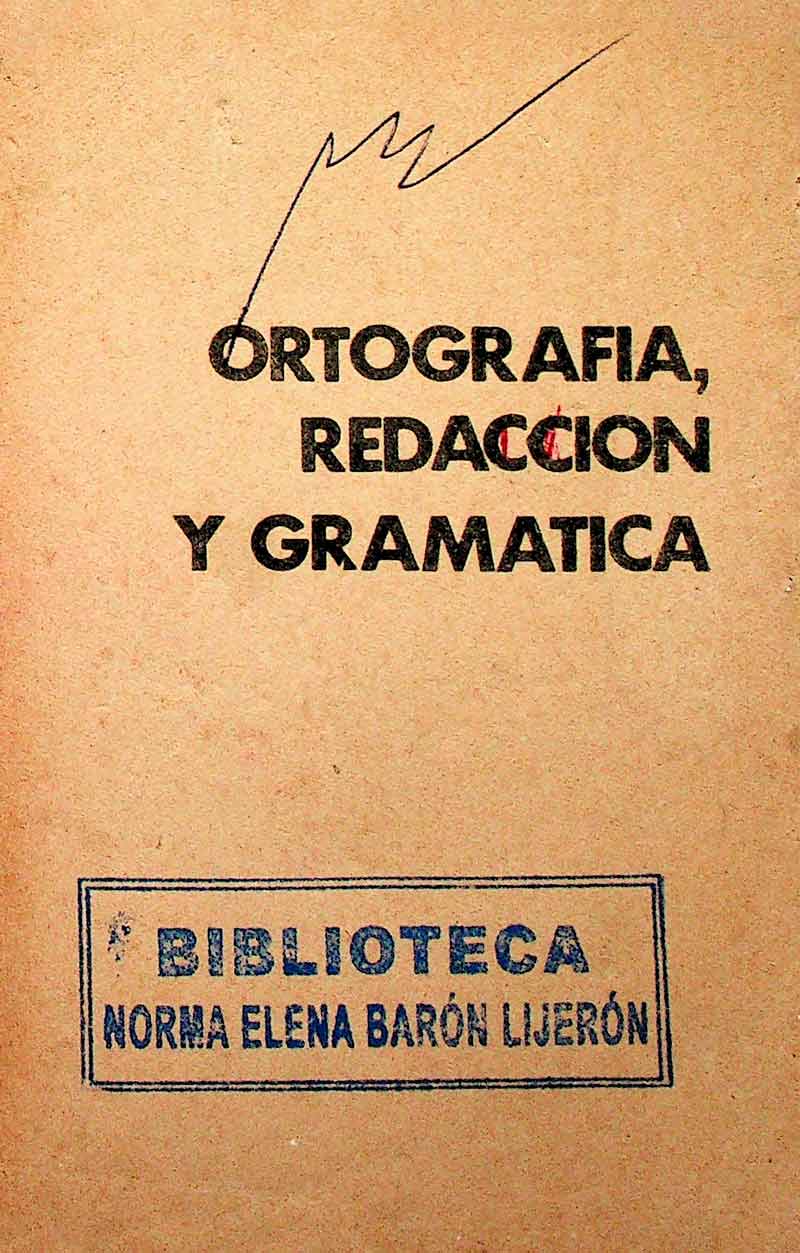 ORTOGRAFIA,
REDACCION
Y GRAMATICA
BIBLIOTECA
NORMA ELENA BARÓN LIJERÓN